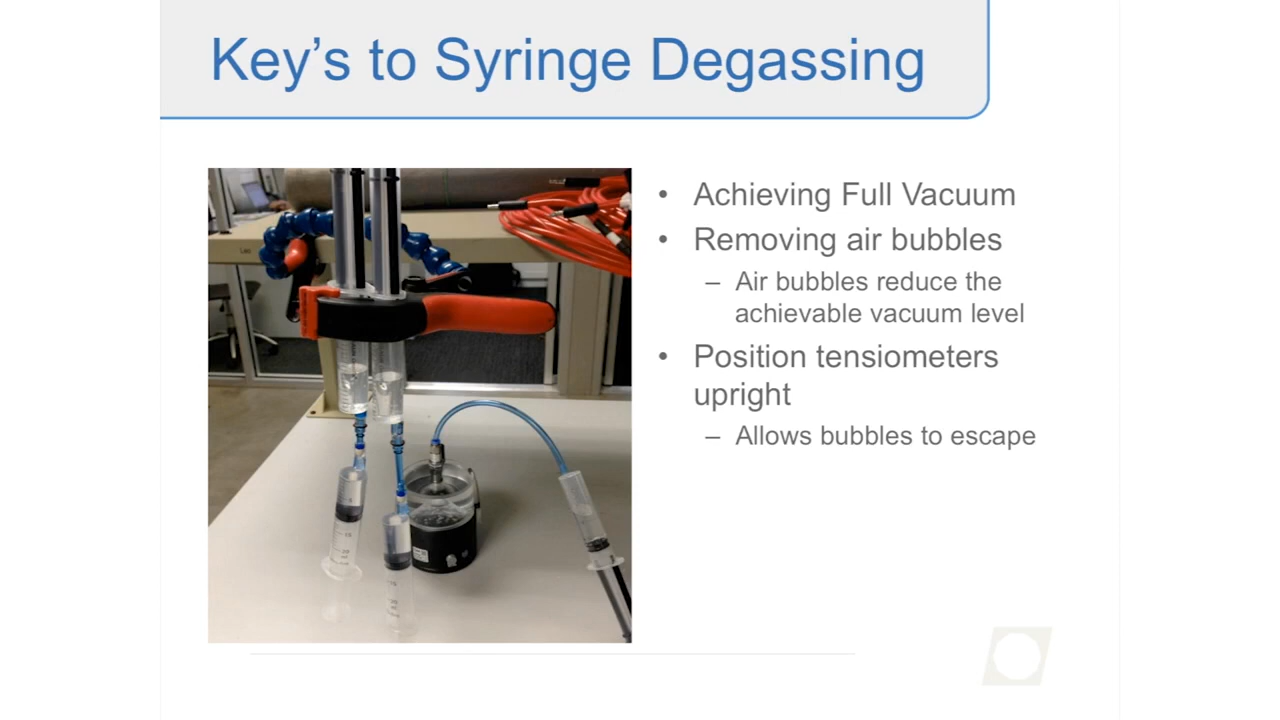 Key's to Syringe Degassing
• Achieving Full Vacuum
• Removing air bubbles
– Air bubbles reduce the
achievable vacuum level
• Position tensiometers
upright
– Allows bubbles to escape